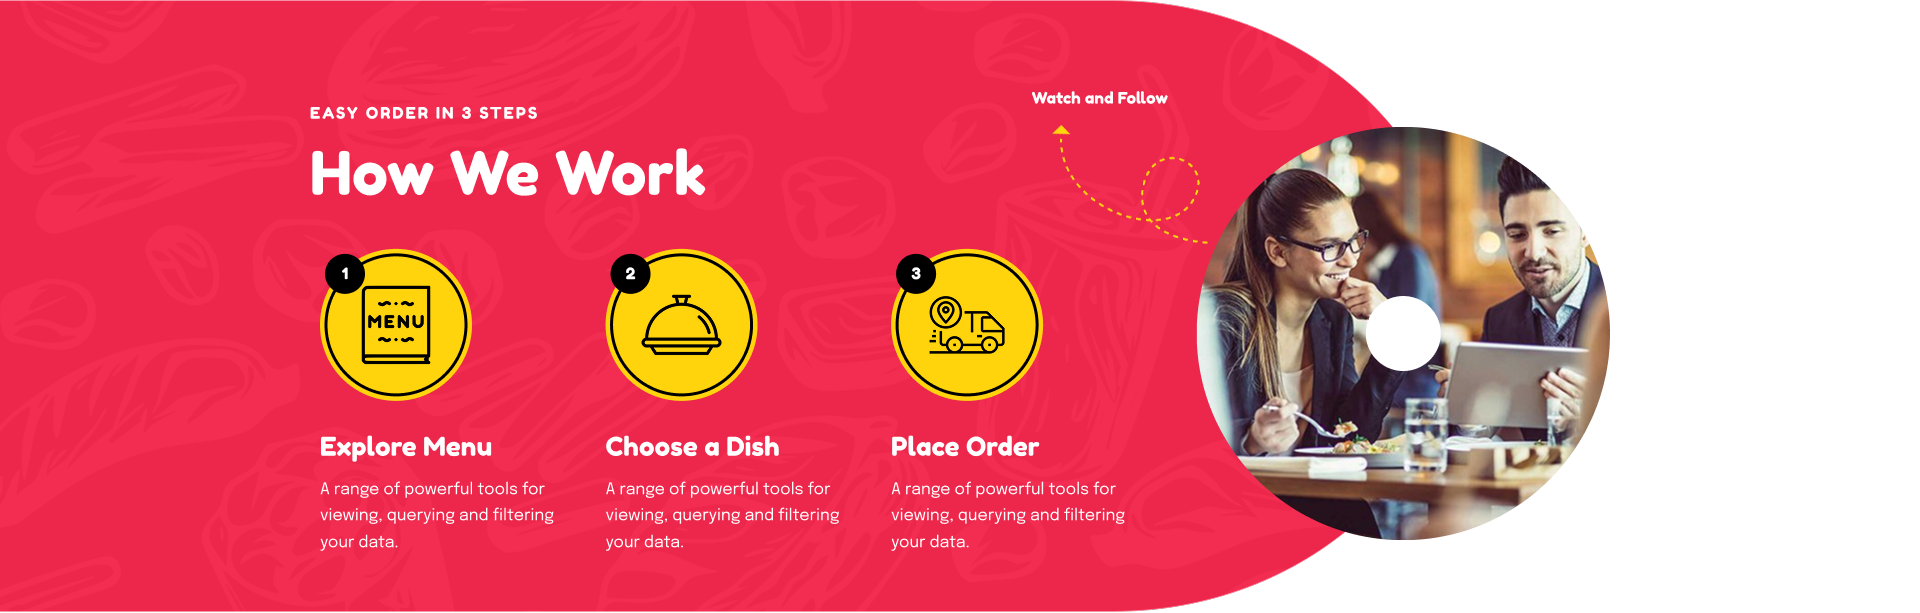 EASY ORDER IN 3 STEPS
How We Work
Watch and Follow
1
MENU
Explore Menu
A range of powerful tools for
viewing, querying and filtering
your data.
2
Choose a Dish
A range of powerful tools for
viewing, querying and filtering
your data.
3
Place Order
A range of powerful tools for
viewing, querying and filtering
your data.